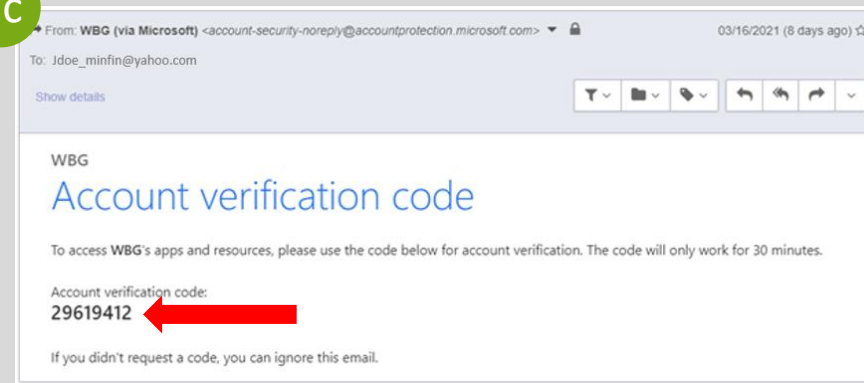 C
From: WBG (via Microsoft) <account-security-noreply@accountprotection.microsoft.com>
03/16/2021 (8 days ago)
To: Jdoe_minfin@yahoo.com
Show details
WBG
Account verification code
To access WBG's apps and resources, please use the code below for account verification. The code will only work for 30 minutes.
Account verification code:
29619412
If you didn't request a code, you can ignore this email.